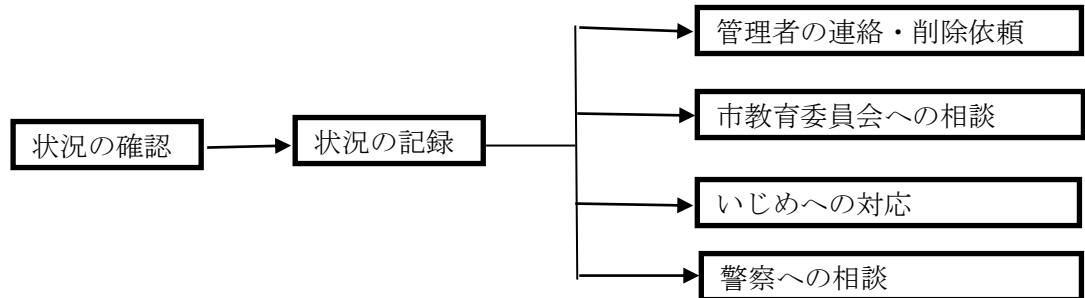 状況の確認
状況の記録
管理者の連絡・削除依頼
市教育委員会への相談
いじめへの対応
警察への相談